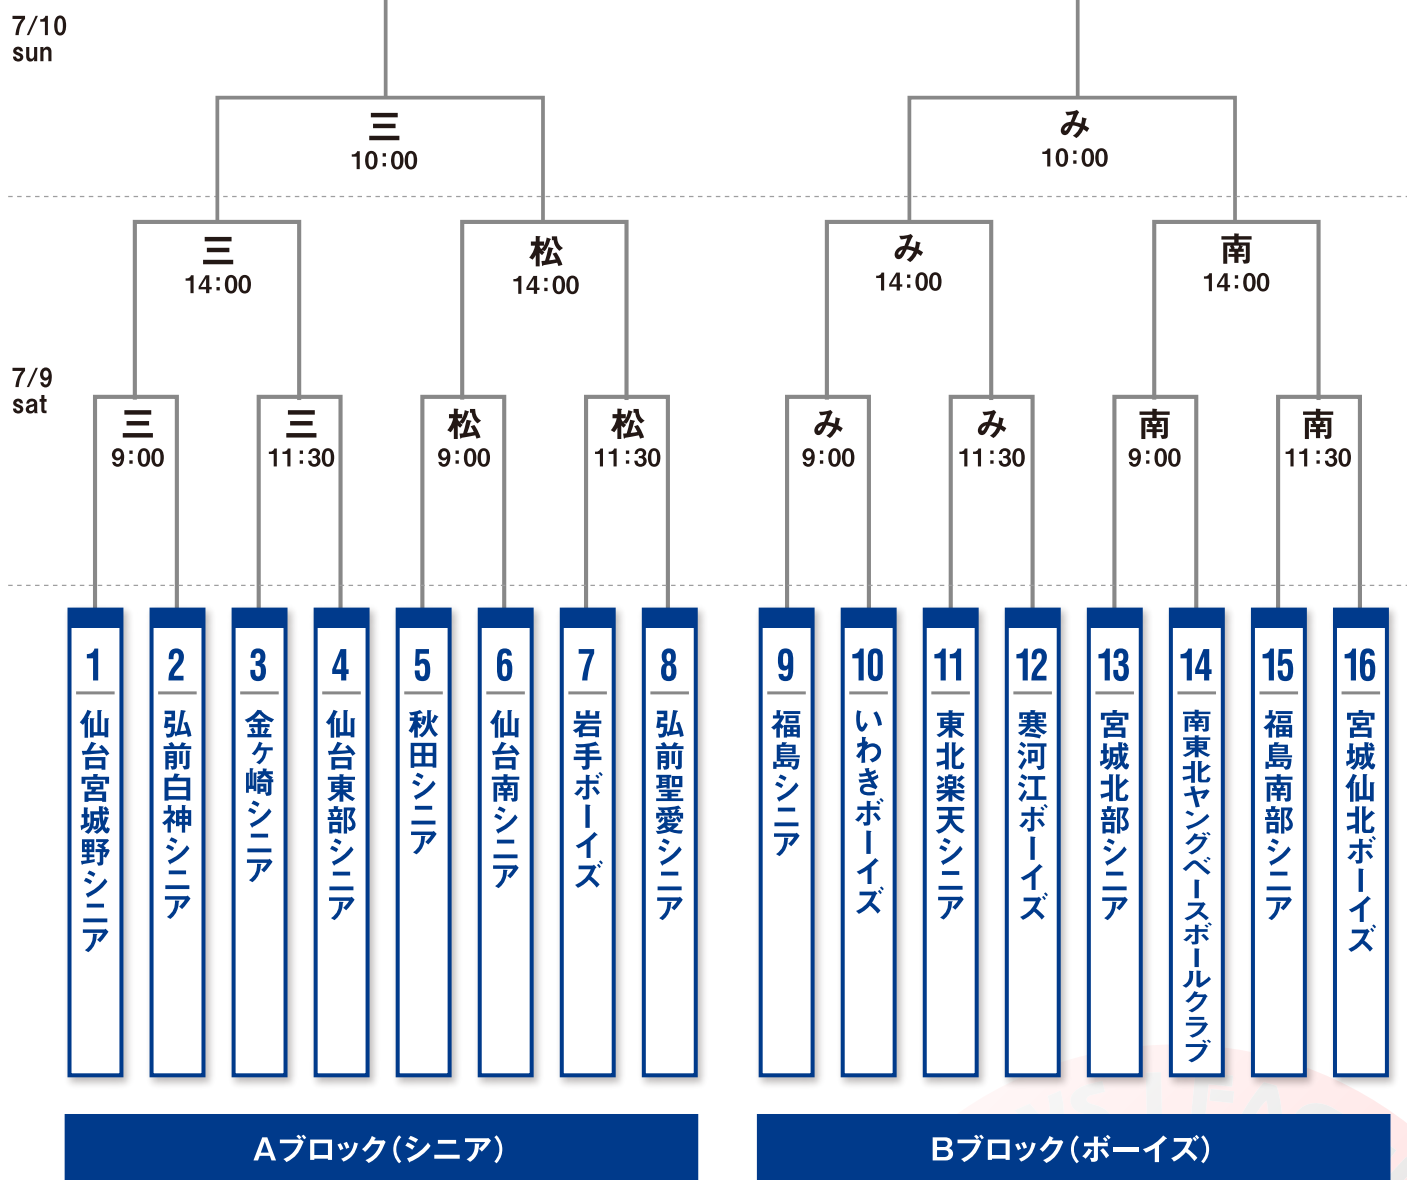 7/10
sun
三
10:00
み
10:00
三
14:00
松
14:00
み
14:00
南
14:00
7/9
sat
三
9:00
三
11:30
松
9:00
松
11:30
み
9:00
み
11:30
南
9:00
南
11:30
1
仙台宮城野シニア
2
弘前白神シニア
3
金ヶ崎シニア
4
仙台東部シニア
5
秋田シニア
6
仙台南シニア
7
岩手ボーイズ
8
弘前聖愛シニア
9
福島シニア
10
いわきボーイズ
11
東北楽天シニア
12
寒河江ボーイズ
13
宮城北部シニア
14
南東北ヤングベースボールクラブ
15
福島南部シニア
16
宮城仙北ボーイズ
Aブロック(シニア)
Bブロック(ボーイズ)